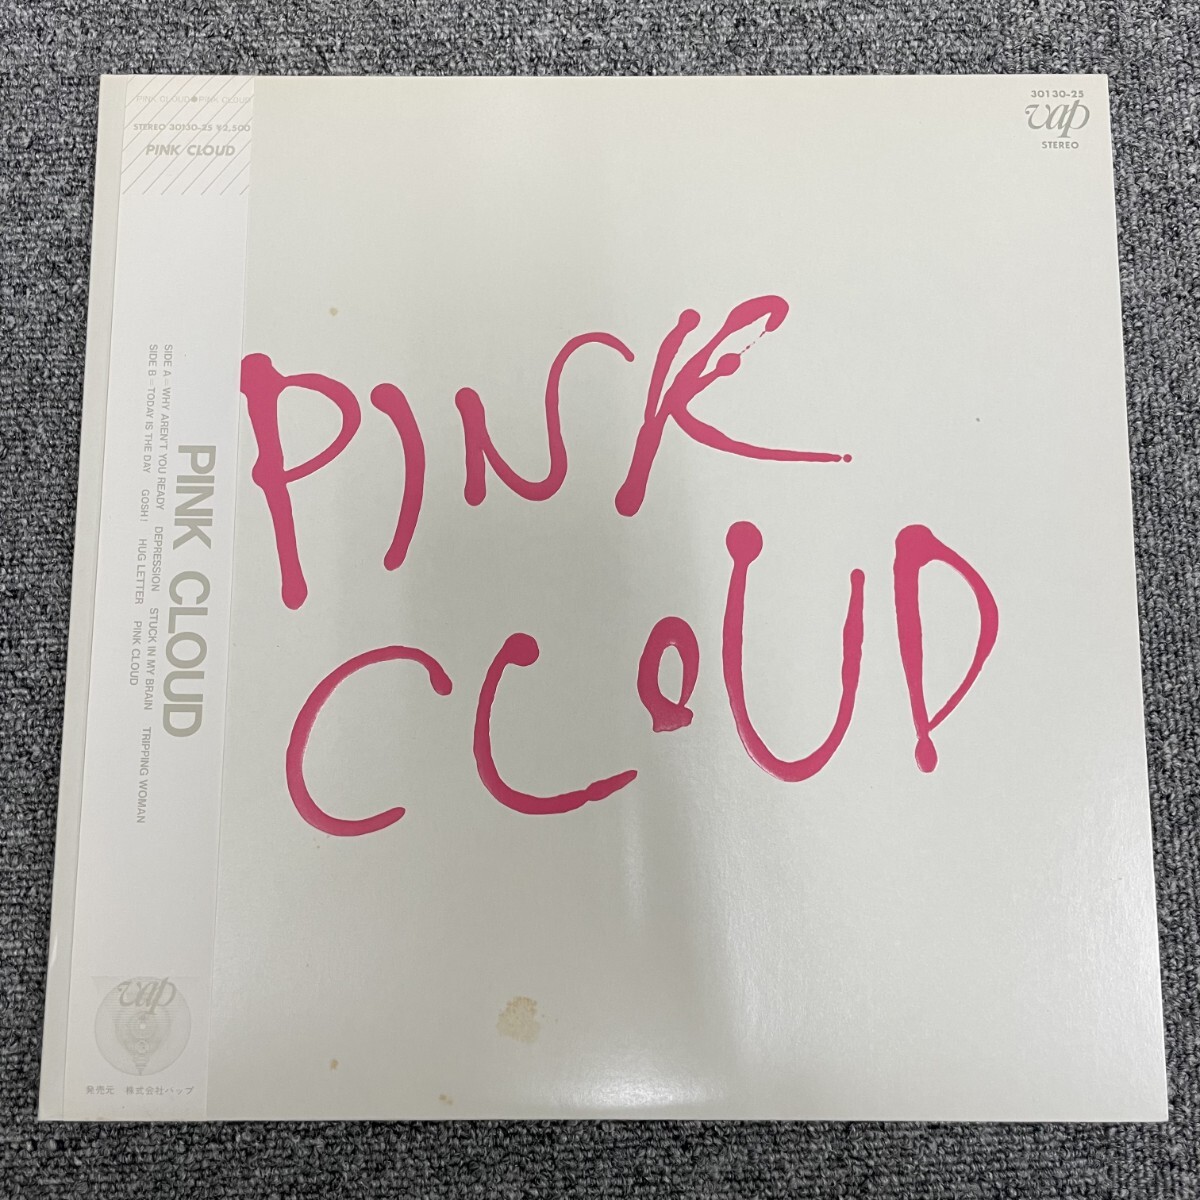 PINK CLOUD●PINK CLOUD
STEREO 30130-25 ¥2,500
PINK CLOUD
30130-25
vap
STEREO
PINK
CLOUD
PINK CLOUD
SIDE A=WHY AREN'T YOU READY DEPRESSION STUCK IN MY BRAIN TRIPPING WOMAN
SIDE B=TODAY IS THE DAY GOSH! HUG LETTER PINK CLOUD
vap
発売元 株式会社バップ